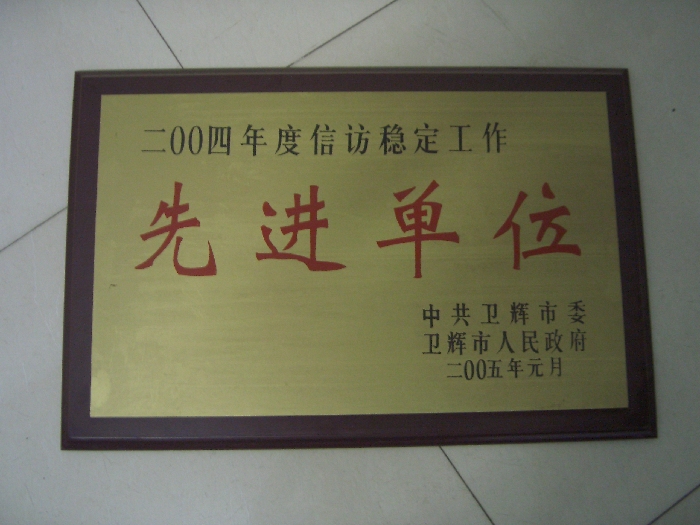 二00四年度信访稳定工作
先进单位
中共卫辉市委
卫辉市人民政府
二00五年元月